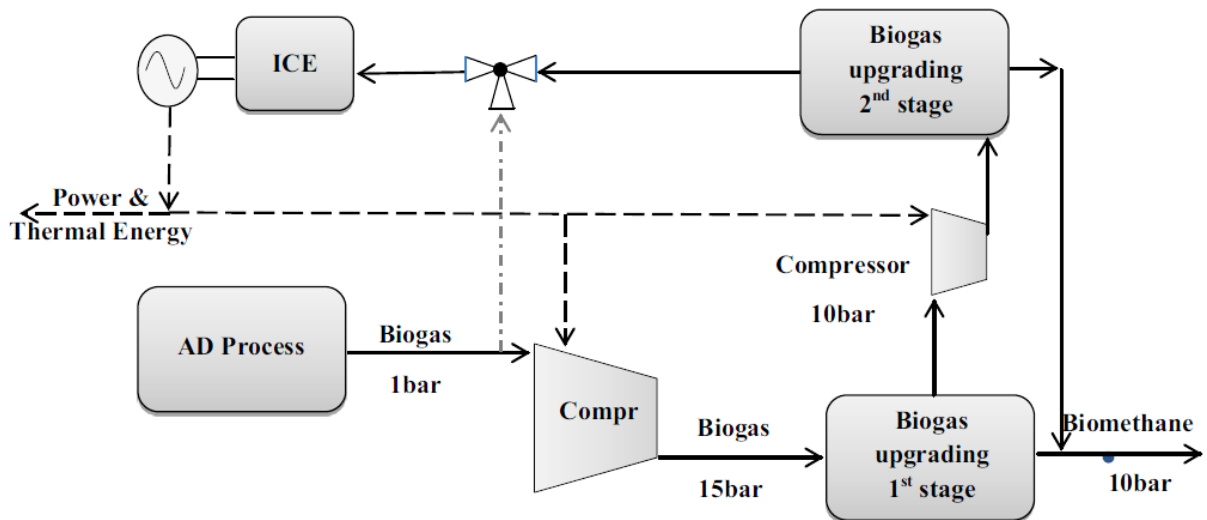 Biogas
upgrading
2nd stage
ICE
Power &
Thermal Energy
Compressor
10bar
AD Process
Biogas
1bar
Compr
Biogas
15bar
Biogas
upgrading
1st stage
Biomethane
10bar